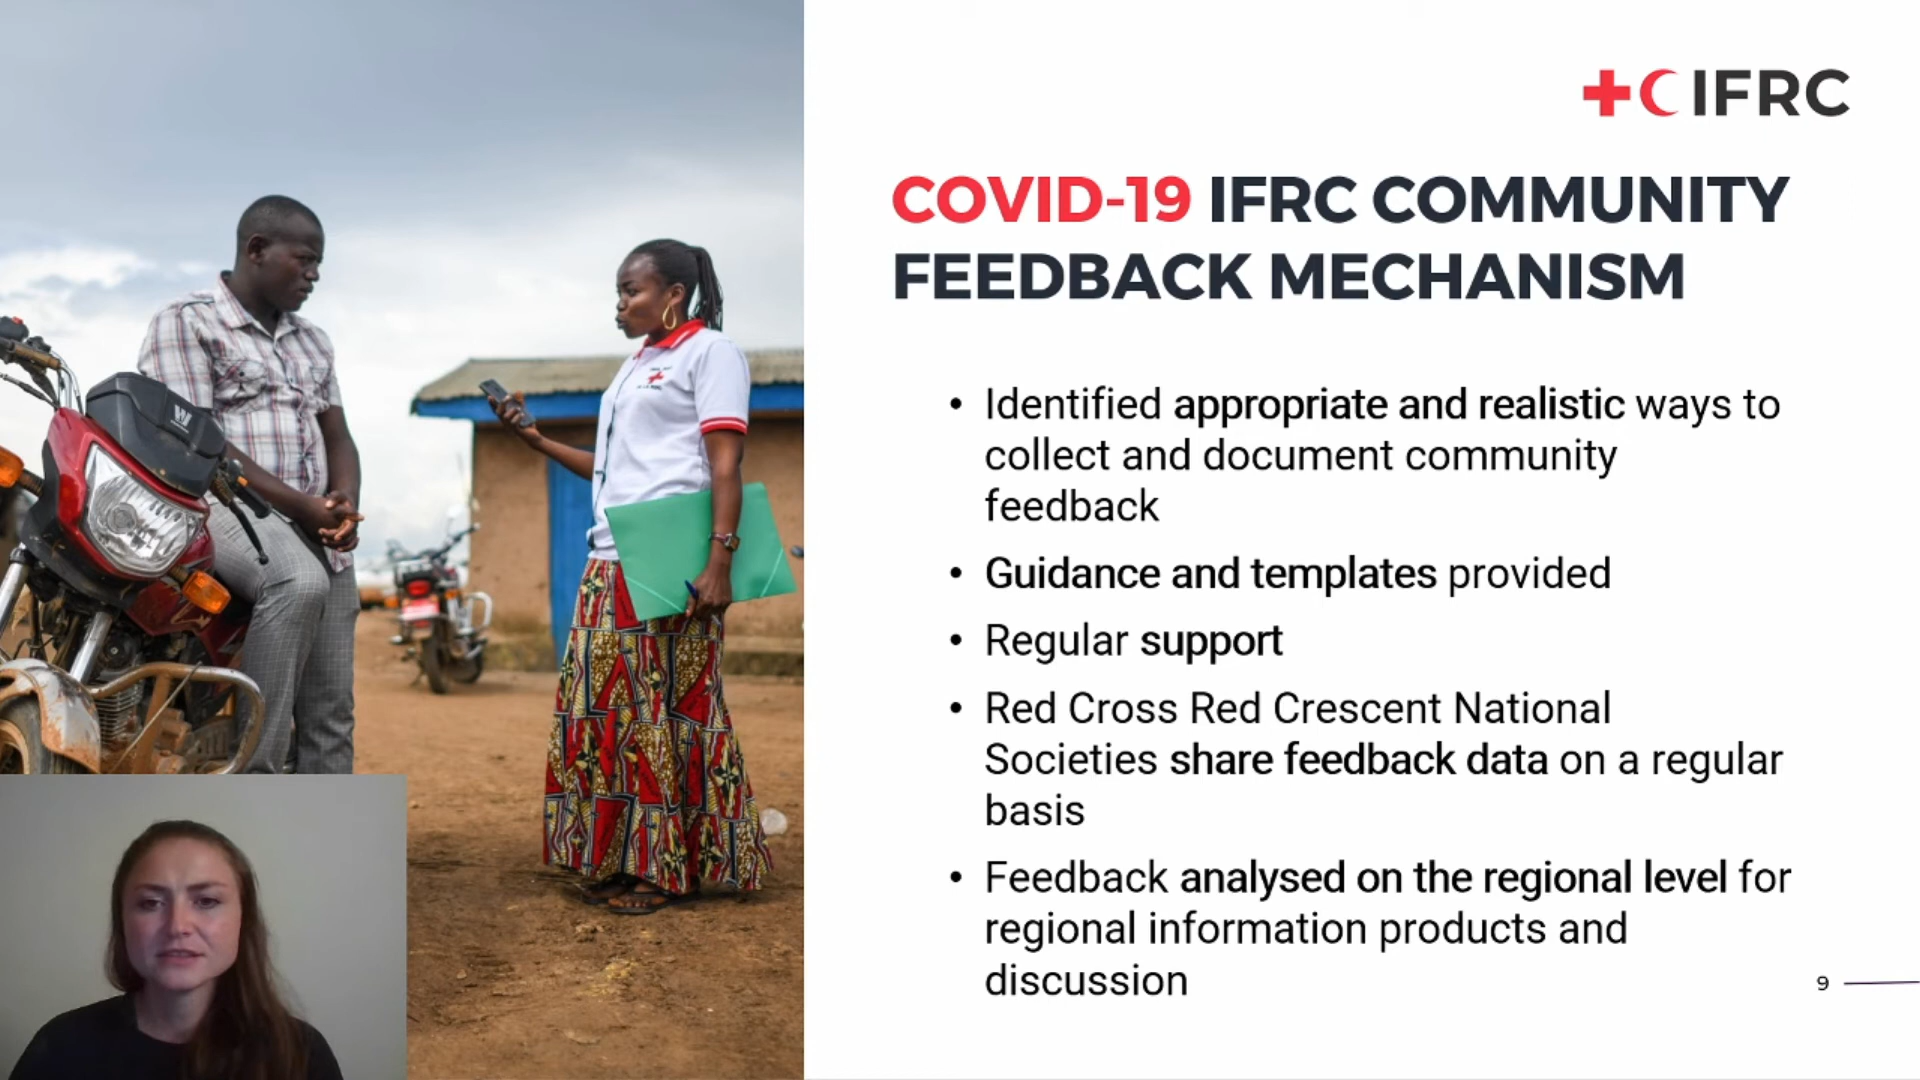 IFRC
COVID-19 IFRC COMMUNITY
FEEDBACK MECHANISM
• Identified appropriate and realistic ways to
collect and document community
feedback
• Guidance and templates provided
• Regular support
• Red Cross Red Crescent National
Societies share feedback data on a regular
basis
• Feedback analysed on the regional level for
regional information products and
discussion
9
W